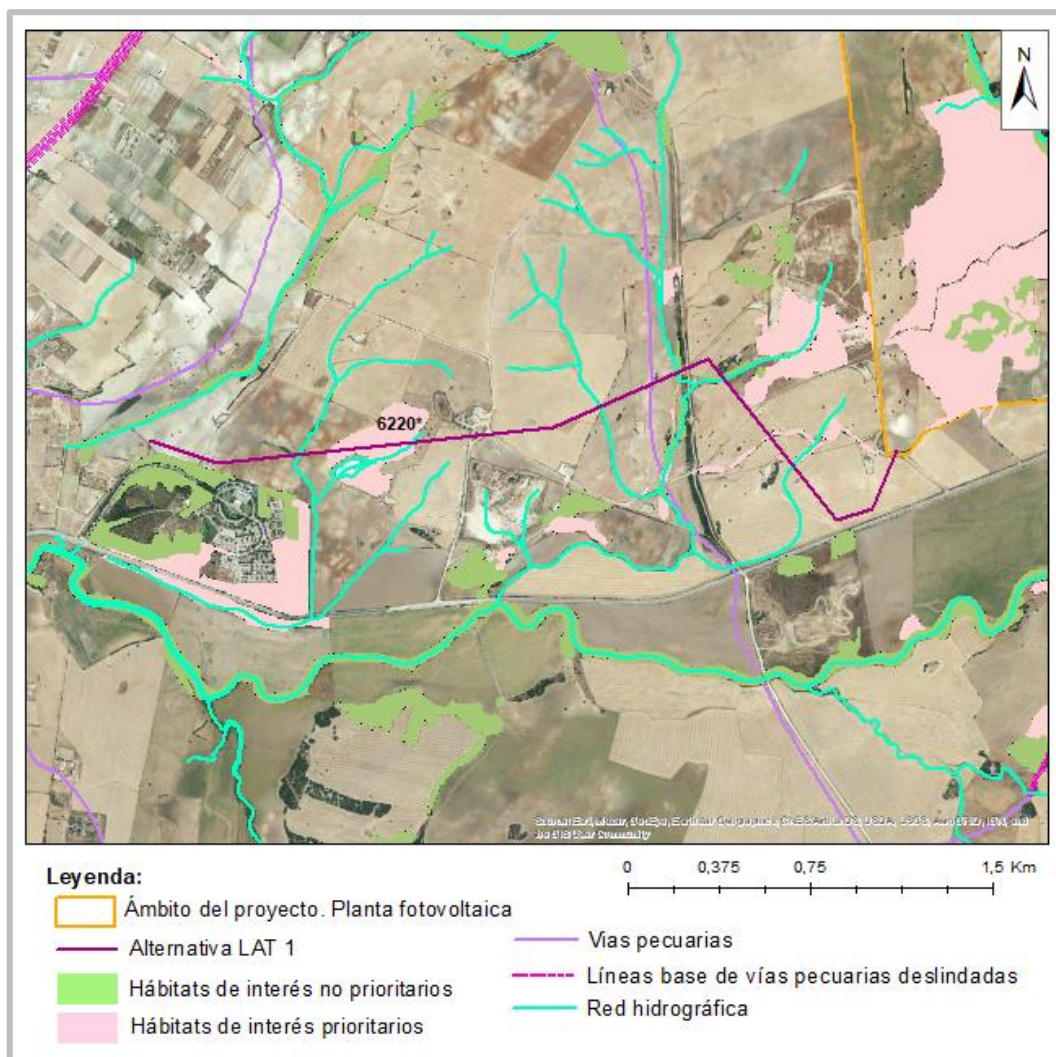 N
6220*
Leyenda:
Ámbito del proyecto. Planta fotovoltaica
Alternativa LAT 1
Hábitats de interés no prioritarios
Hábitats de interés prioritarios
0 0,375 0,75 1,5 Km
Vías pecuarias
Líneas base de vías pecuarias deslindadas
Red hidrográfica